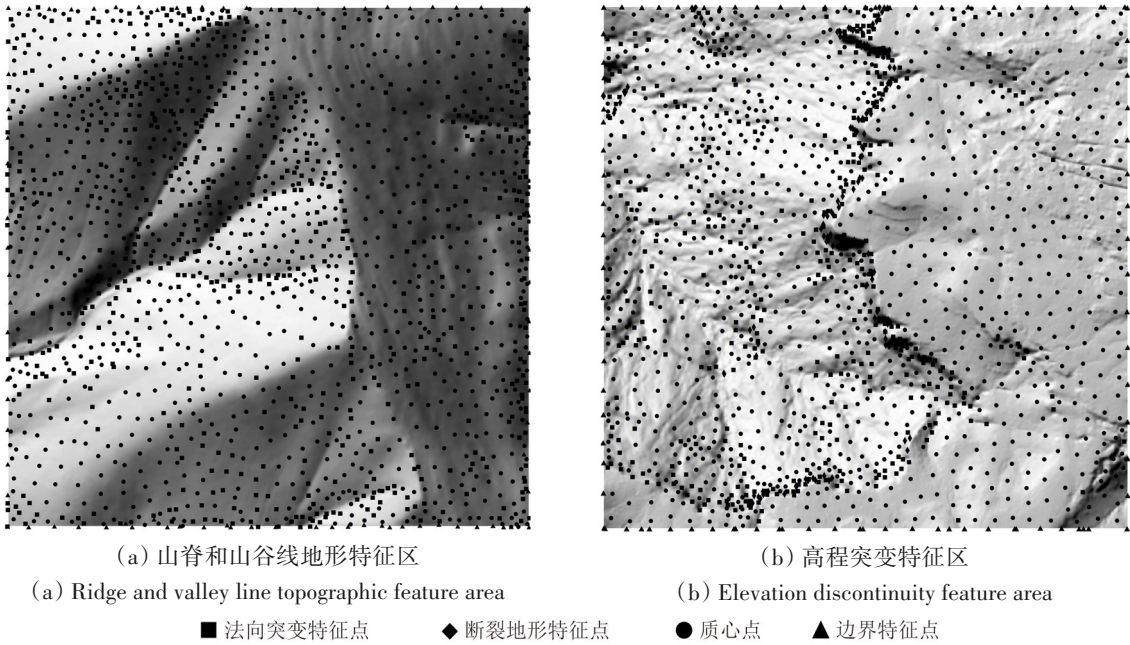 (a) 山脊和山谷线地形特征区
(a) Ridge and valley line topographic feature area
(b) 高程突变特征区
(b) Elevation discontinuity feature area
■ 法向突变特征点 ◆ 断裂地形特征点 ● 质心点 ▲ 边界特征点